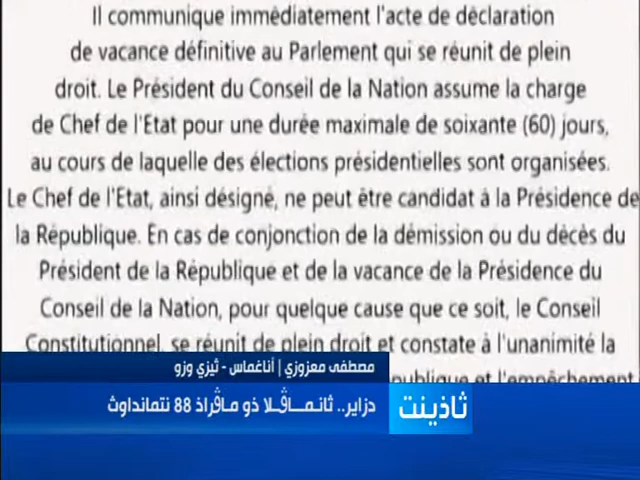 Il communique immédiatement l'acte de déclaration
de vacance définitive au Parlement qui se réunit de plein
droit. Le Président du Conseil de la Nation assume la charge
de Chef de l'Etat pour une durée maximale de soixante (60) jours,
au cours de laquelle des élections présidentielles sont organisées.
Le Chef de l'Etat, ainsi désigné, ne peut être candidat à la Présidence de
la République. En cas de conjonction de la démission ou du décès du
Président de la République et de la vacance de la Présidence du
Conseil de la Nation, pour quelque cause que ce soit, le Conseil
Constitutionnel, se réunit de plein droit et constate à l'unanimité la
publique et l'empêchement
مصطفى معزوزي | أناغماس - ثيزي وزو
ثاذينت
دزاير.. ثانمـــاڤــلا ذو ماڤراذ 88 نتمانداوث